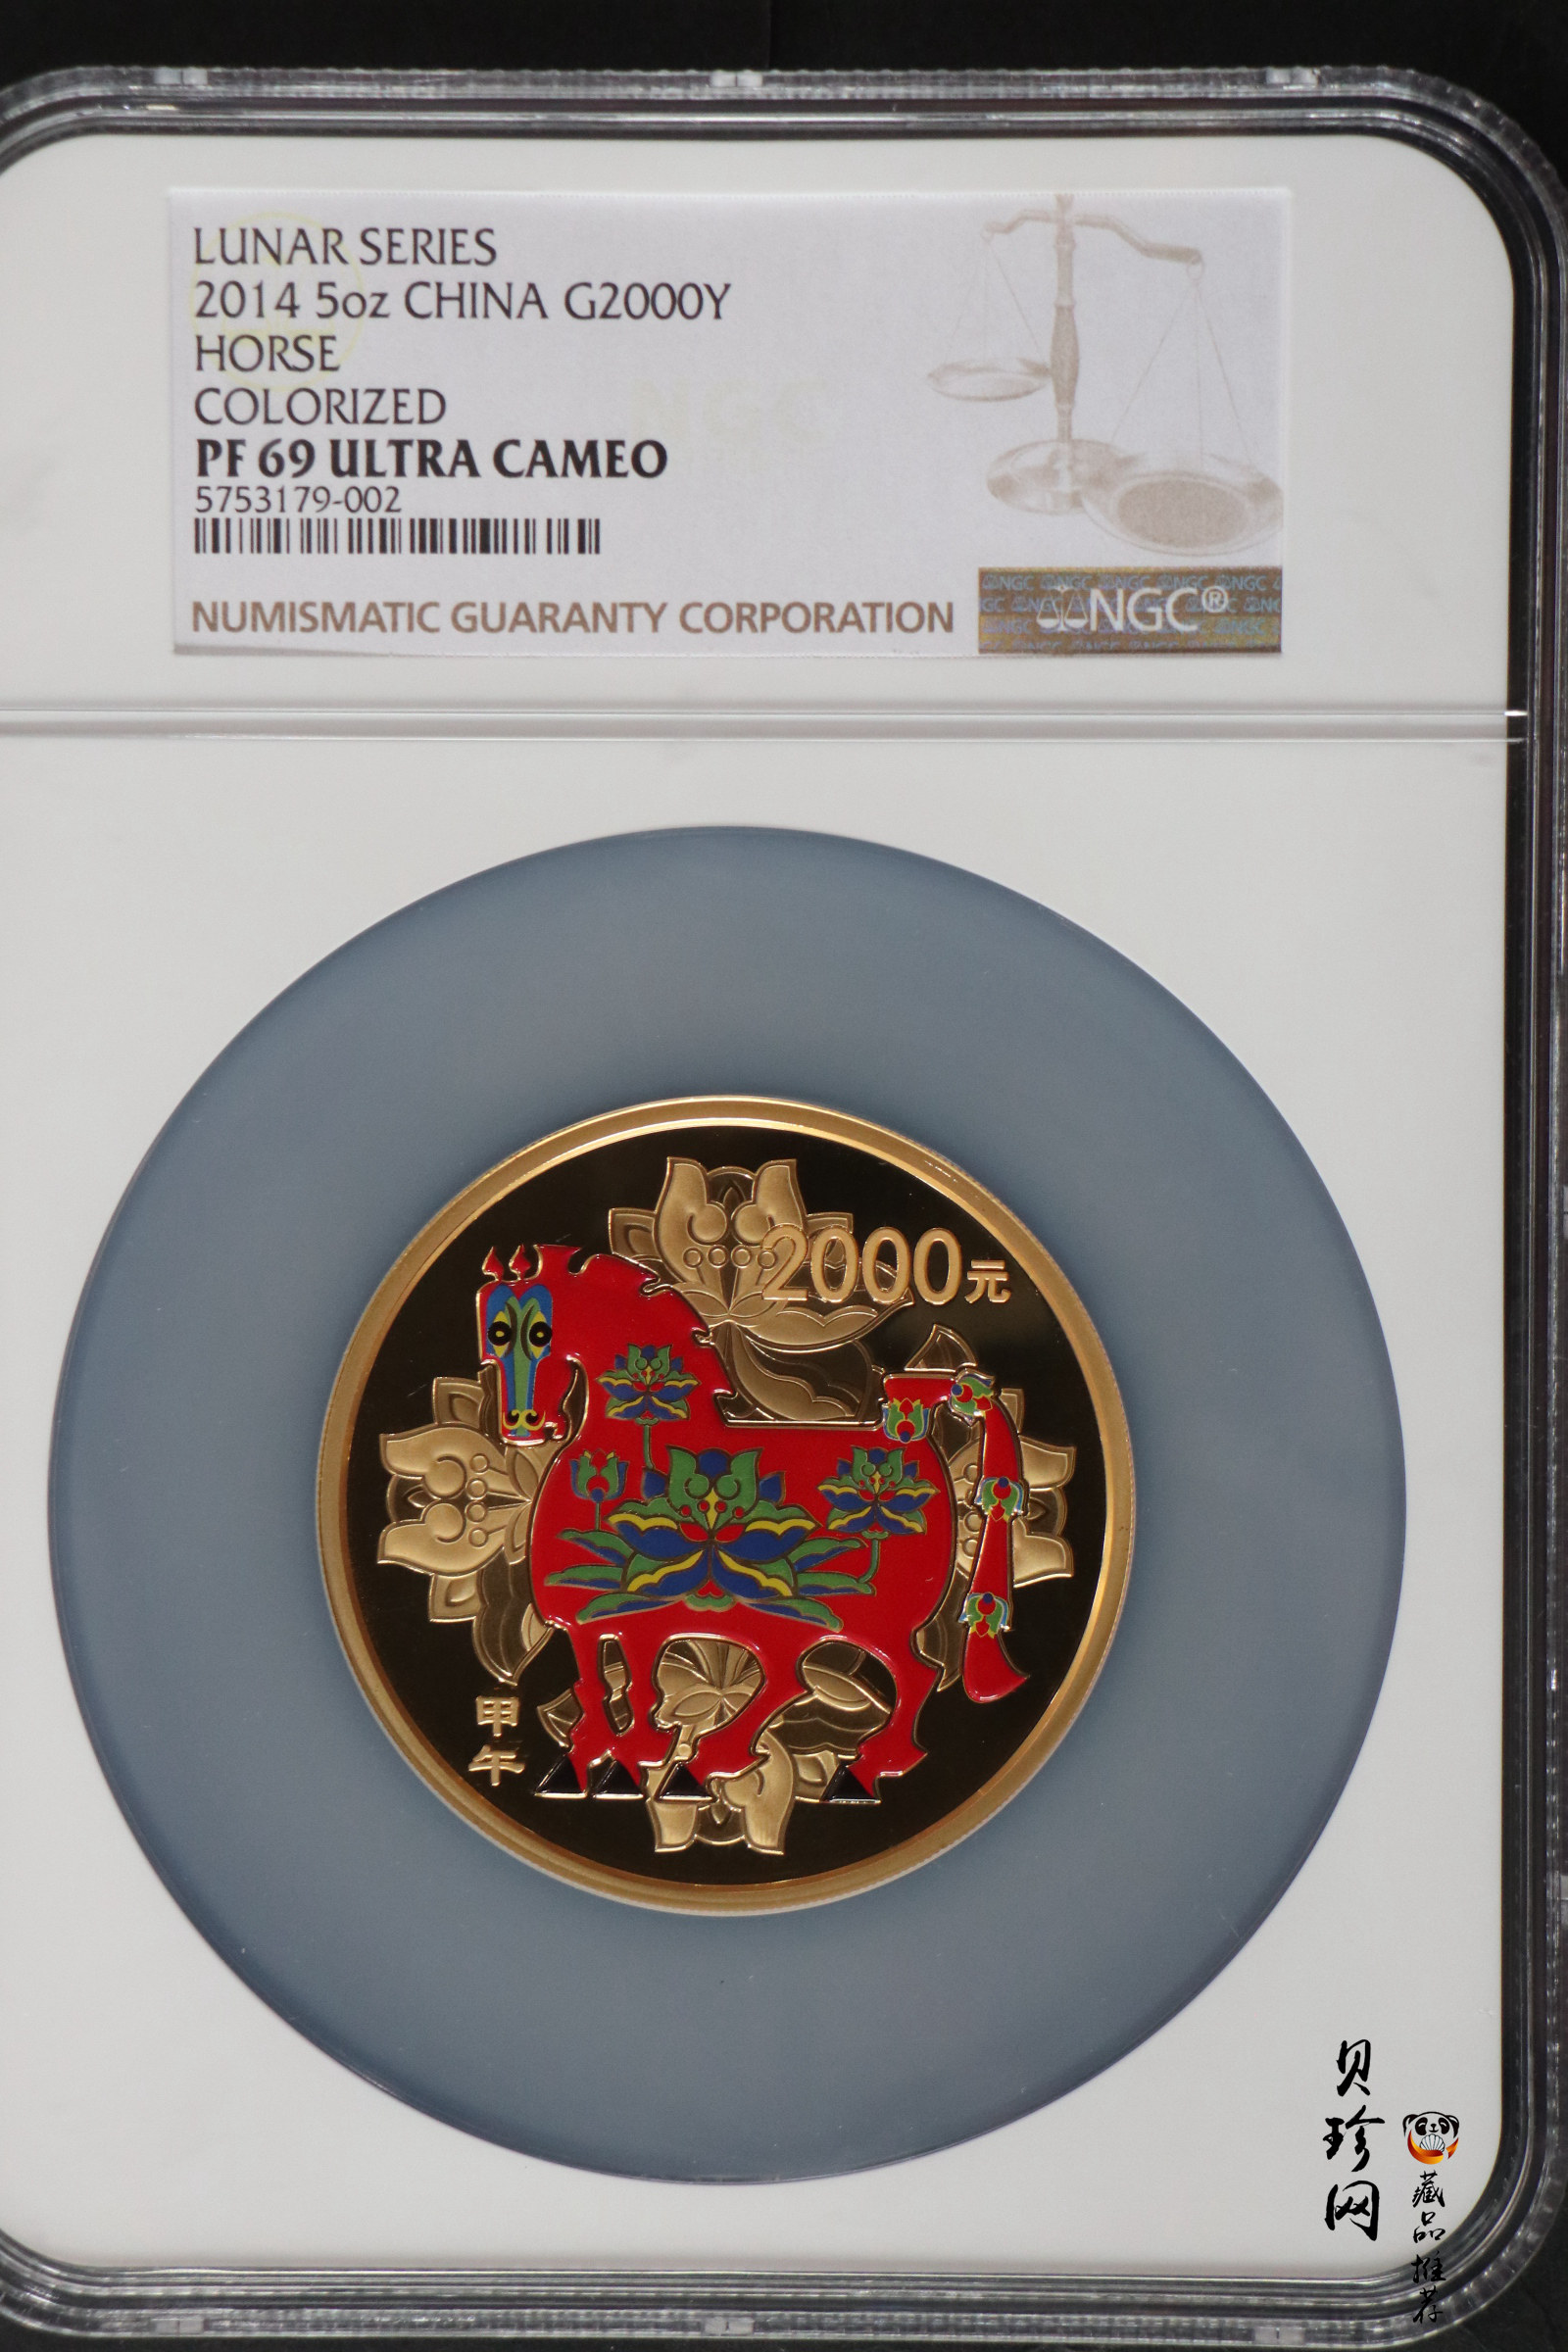 LUNAR SERIES
2014 5oz CHINA G2000Y
HORSE
COLORIZED
PF 69 ULTRA CAMEO
5753179-002
NUMISMATIC GUARANTY CORPORATION
NGC®
2000元
甲午
贝珍网
藏品推荐